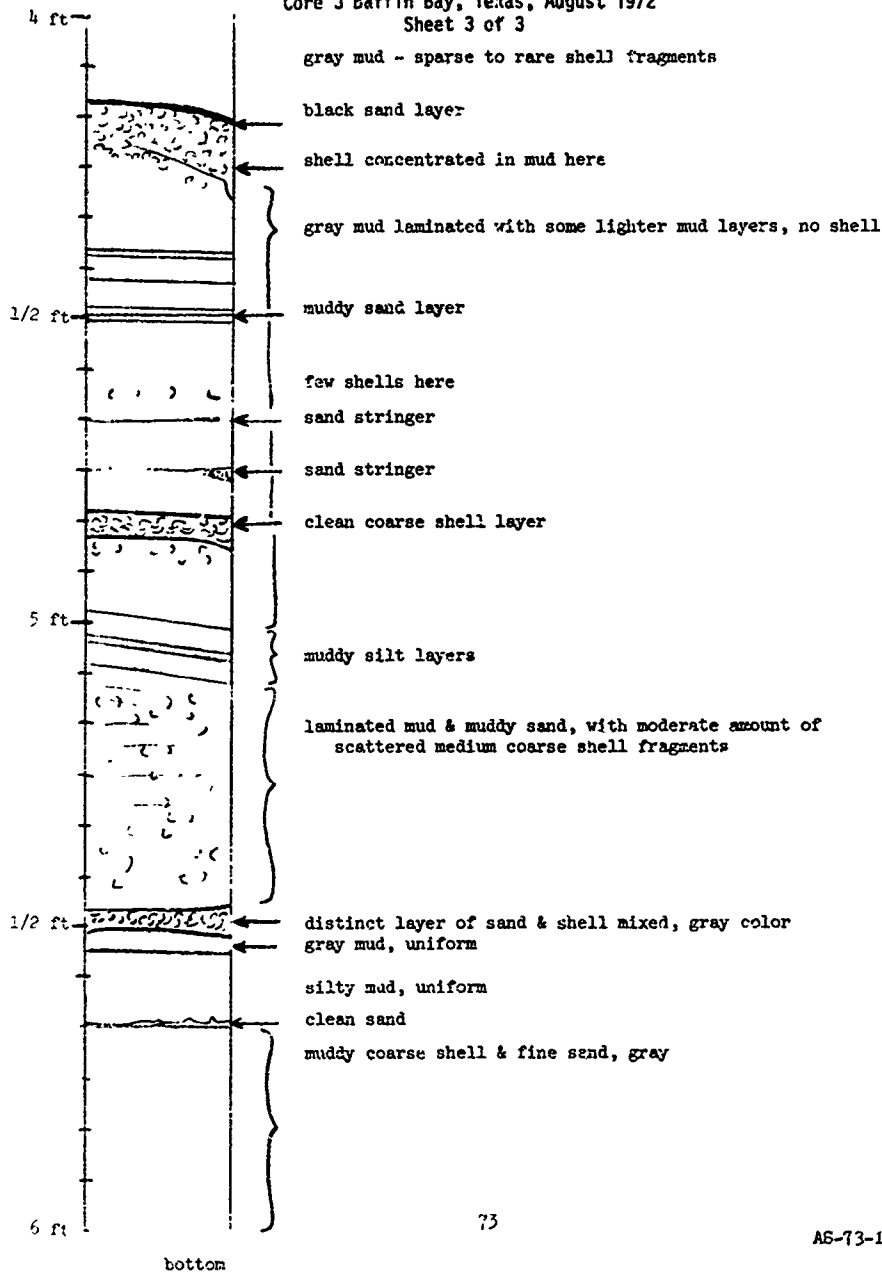 Core 3 Baffin Bay, Texas, August 1972
Sheet 3 of 3
4 ft
gray mud - sparse to rare shell fragments
black sand layer
shell concentrated in mud here
gray mud laminated with some lighter mud layers, no shell
1/2 ft
muddy sand layer
few shells here
sand stringer
sand stringer
clean coarse shell layer
5 ft
muddy silt layers
laminated mud & muddy sand, with moderate amount of
scattered medium coarse shell fragments
1/2 ft
distinct layer of sand & shell mixed, gray color
gray mud, uniform
silty mud, uniform
clean sand
muddy coarse shell & fine sand, gray
6 ft
73
AS-73-1
bottom